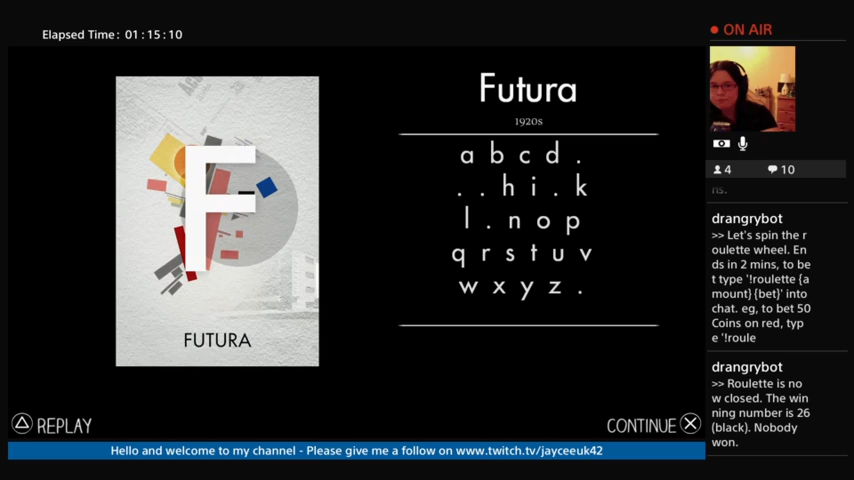 Elapsed Time: 01:15:10
ON AIR
Futura
1920s
a b c d .
. . h i . k
l . n o p
q r s t u v
w x y z .
F
FUTURA
REPLAY
CONTINUE
Hello and welcome to my channel - Please give me a follow on www.twitch.tv/jayceeuk42
4
10
ns.
drangrybot
>> Let's spin the r
oulette wheel. En
ds in 2 mins, to be
t type '!roulette {a
mount} {bet}' into
chat. eg, to bet 50
Coins on red, typ
e '!roule
drangrybot
>> Roulette is no
w closed. The win
ning number is 26
(black). Nobody
won.